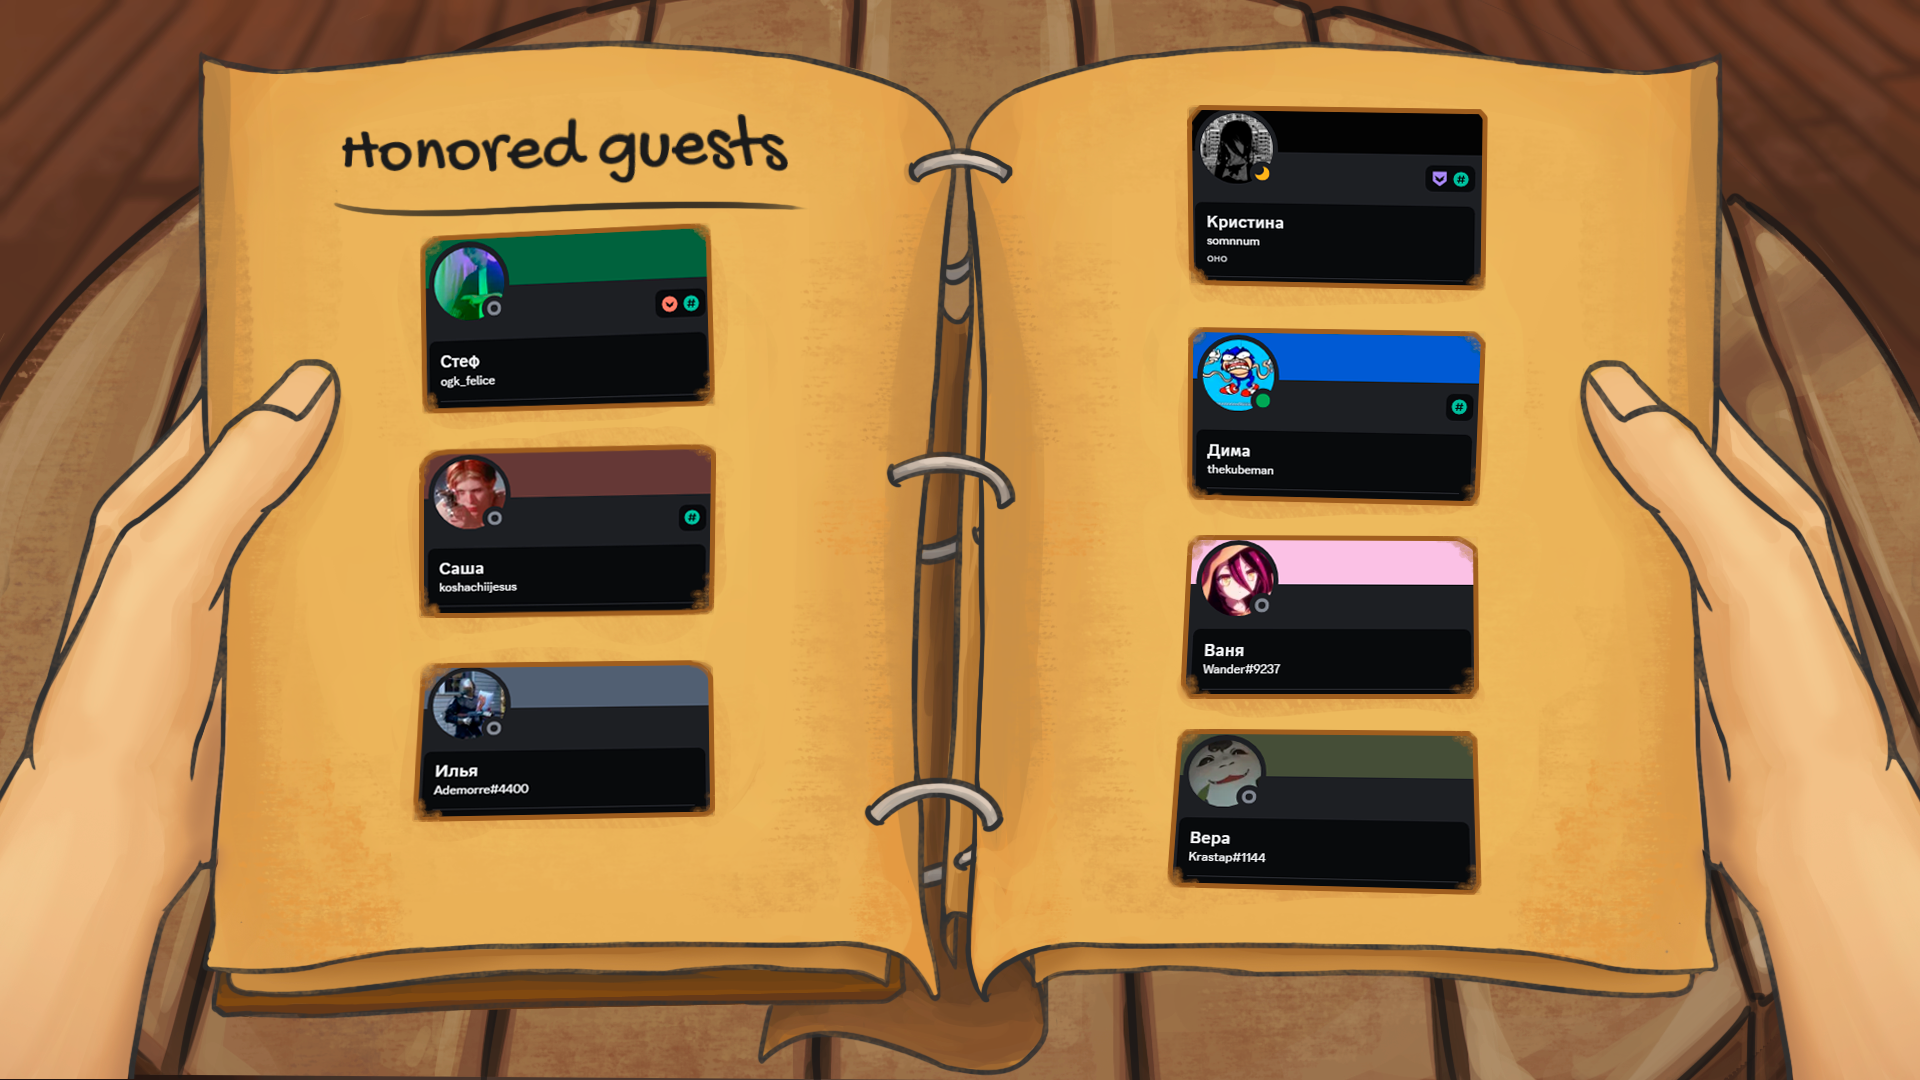 Honored guests
Стеф
ogk_felice
Саша
koshachiijesus
Илья
Ademorre#4400
Кристина
somnnum
оно
Дима
thekubeman
Ваня
Wander#9237
Вера
Krastap#1144